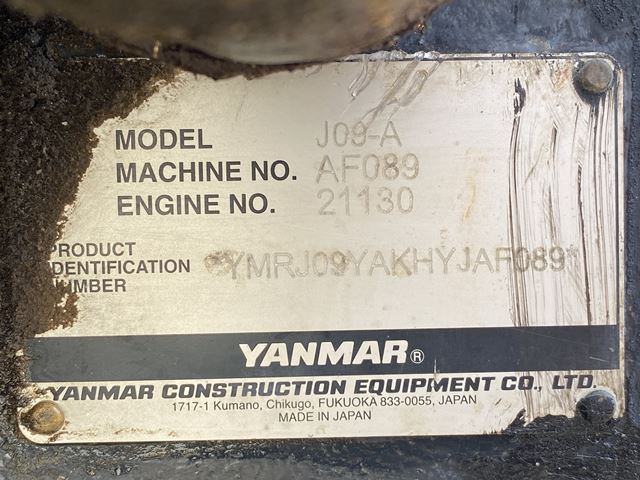 MODEL J09-A
MACHINE NO. AF089
ENGINE NO. 21130
PRODUCT
IDENTIFICATION *YMRJ09YAKHYJAF089*
NUMBER
YANMAR®
YANMAR CONSTRUCTION EQUIPMENT CO., LTD.
1717-1 Kumano, Chikugo, FUKUOKA 833-0055, JAPAN
MADE IN JAPAN